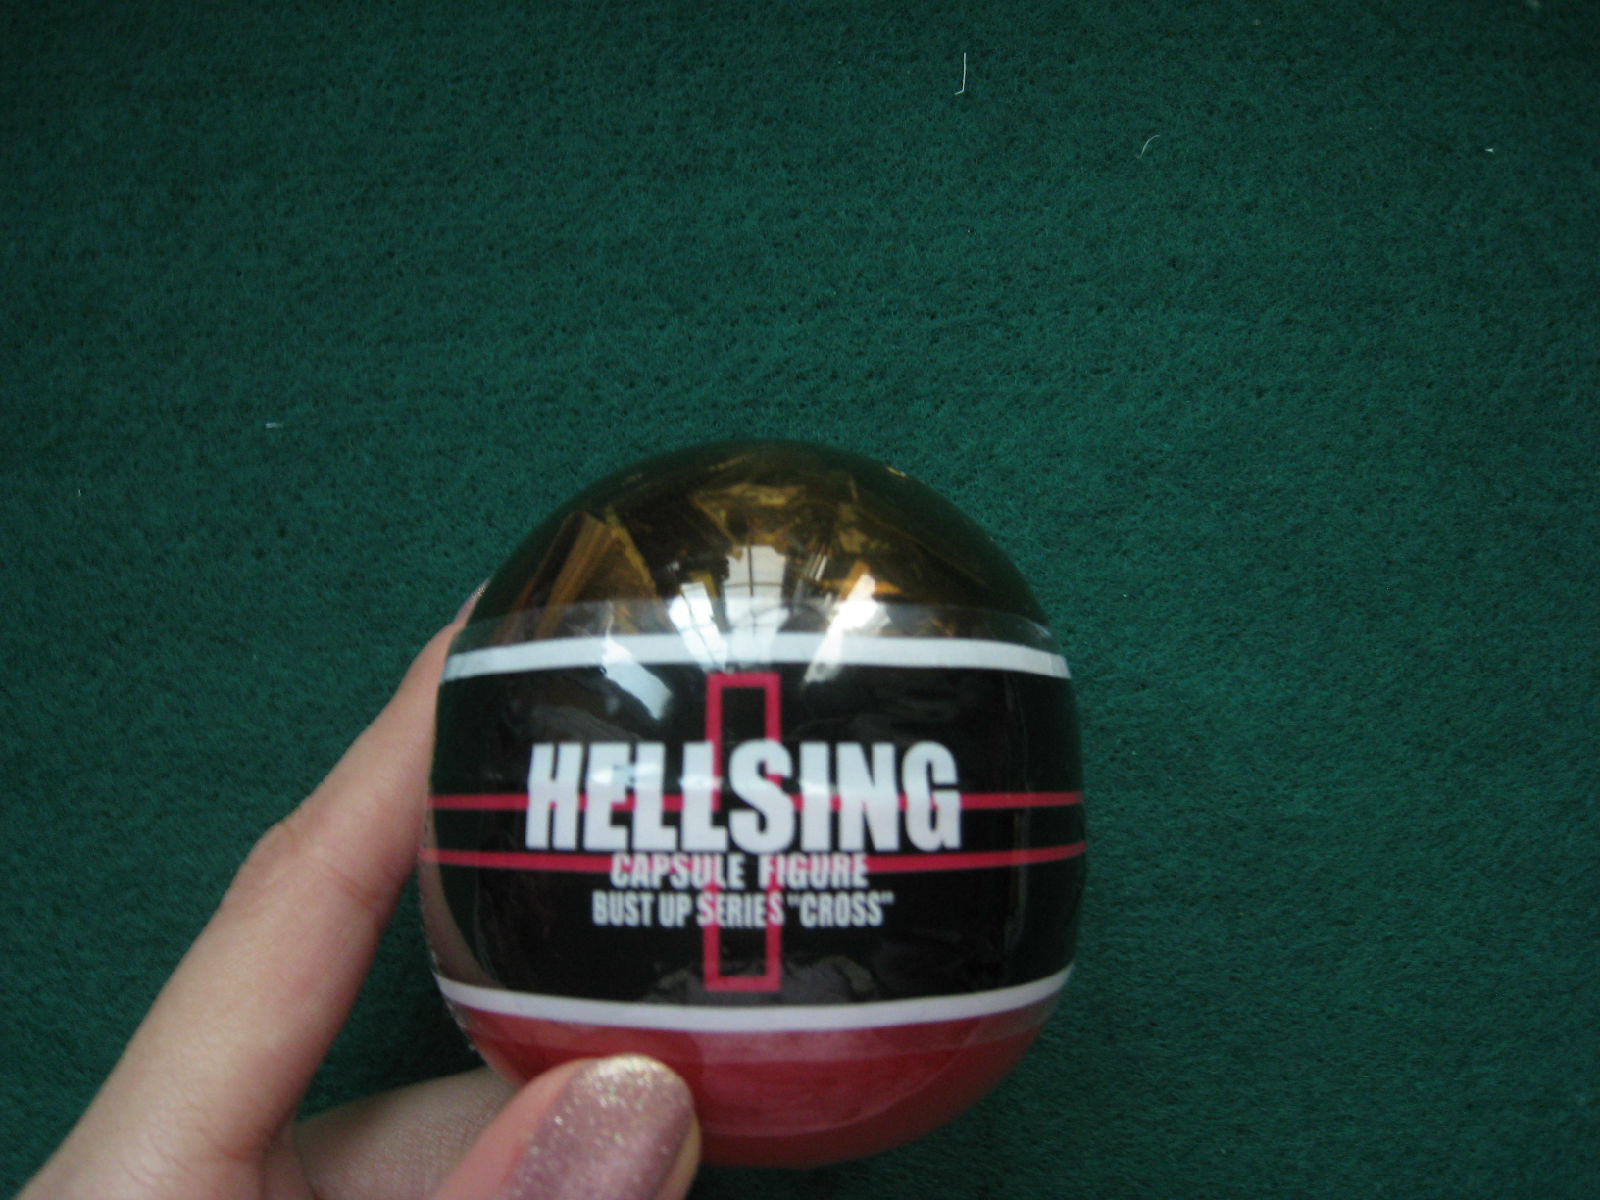 HELLSING
CAPSULE FIGURE
BUST UP SERIES "CROSS"